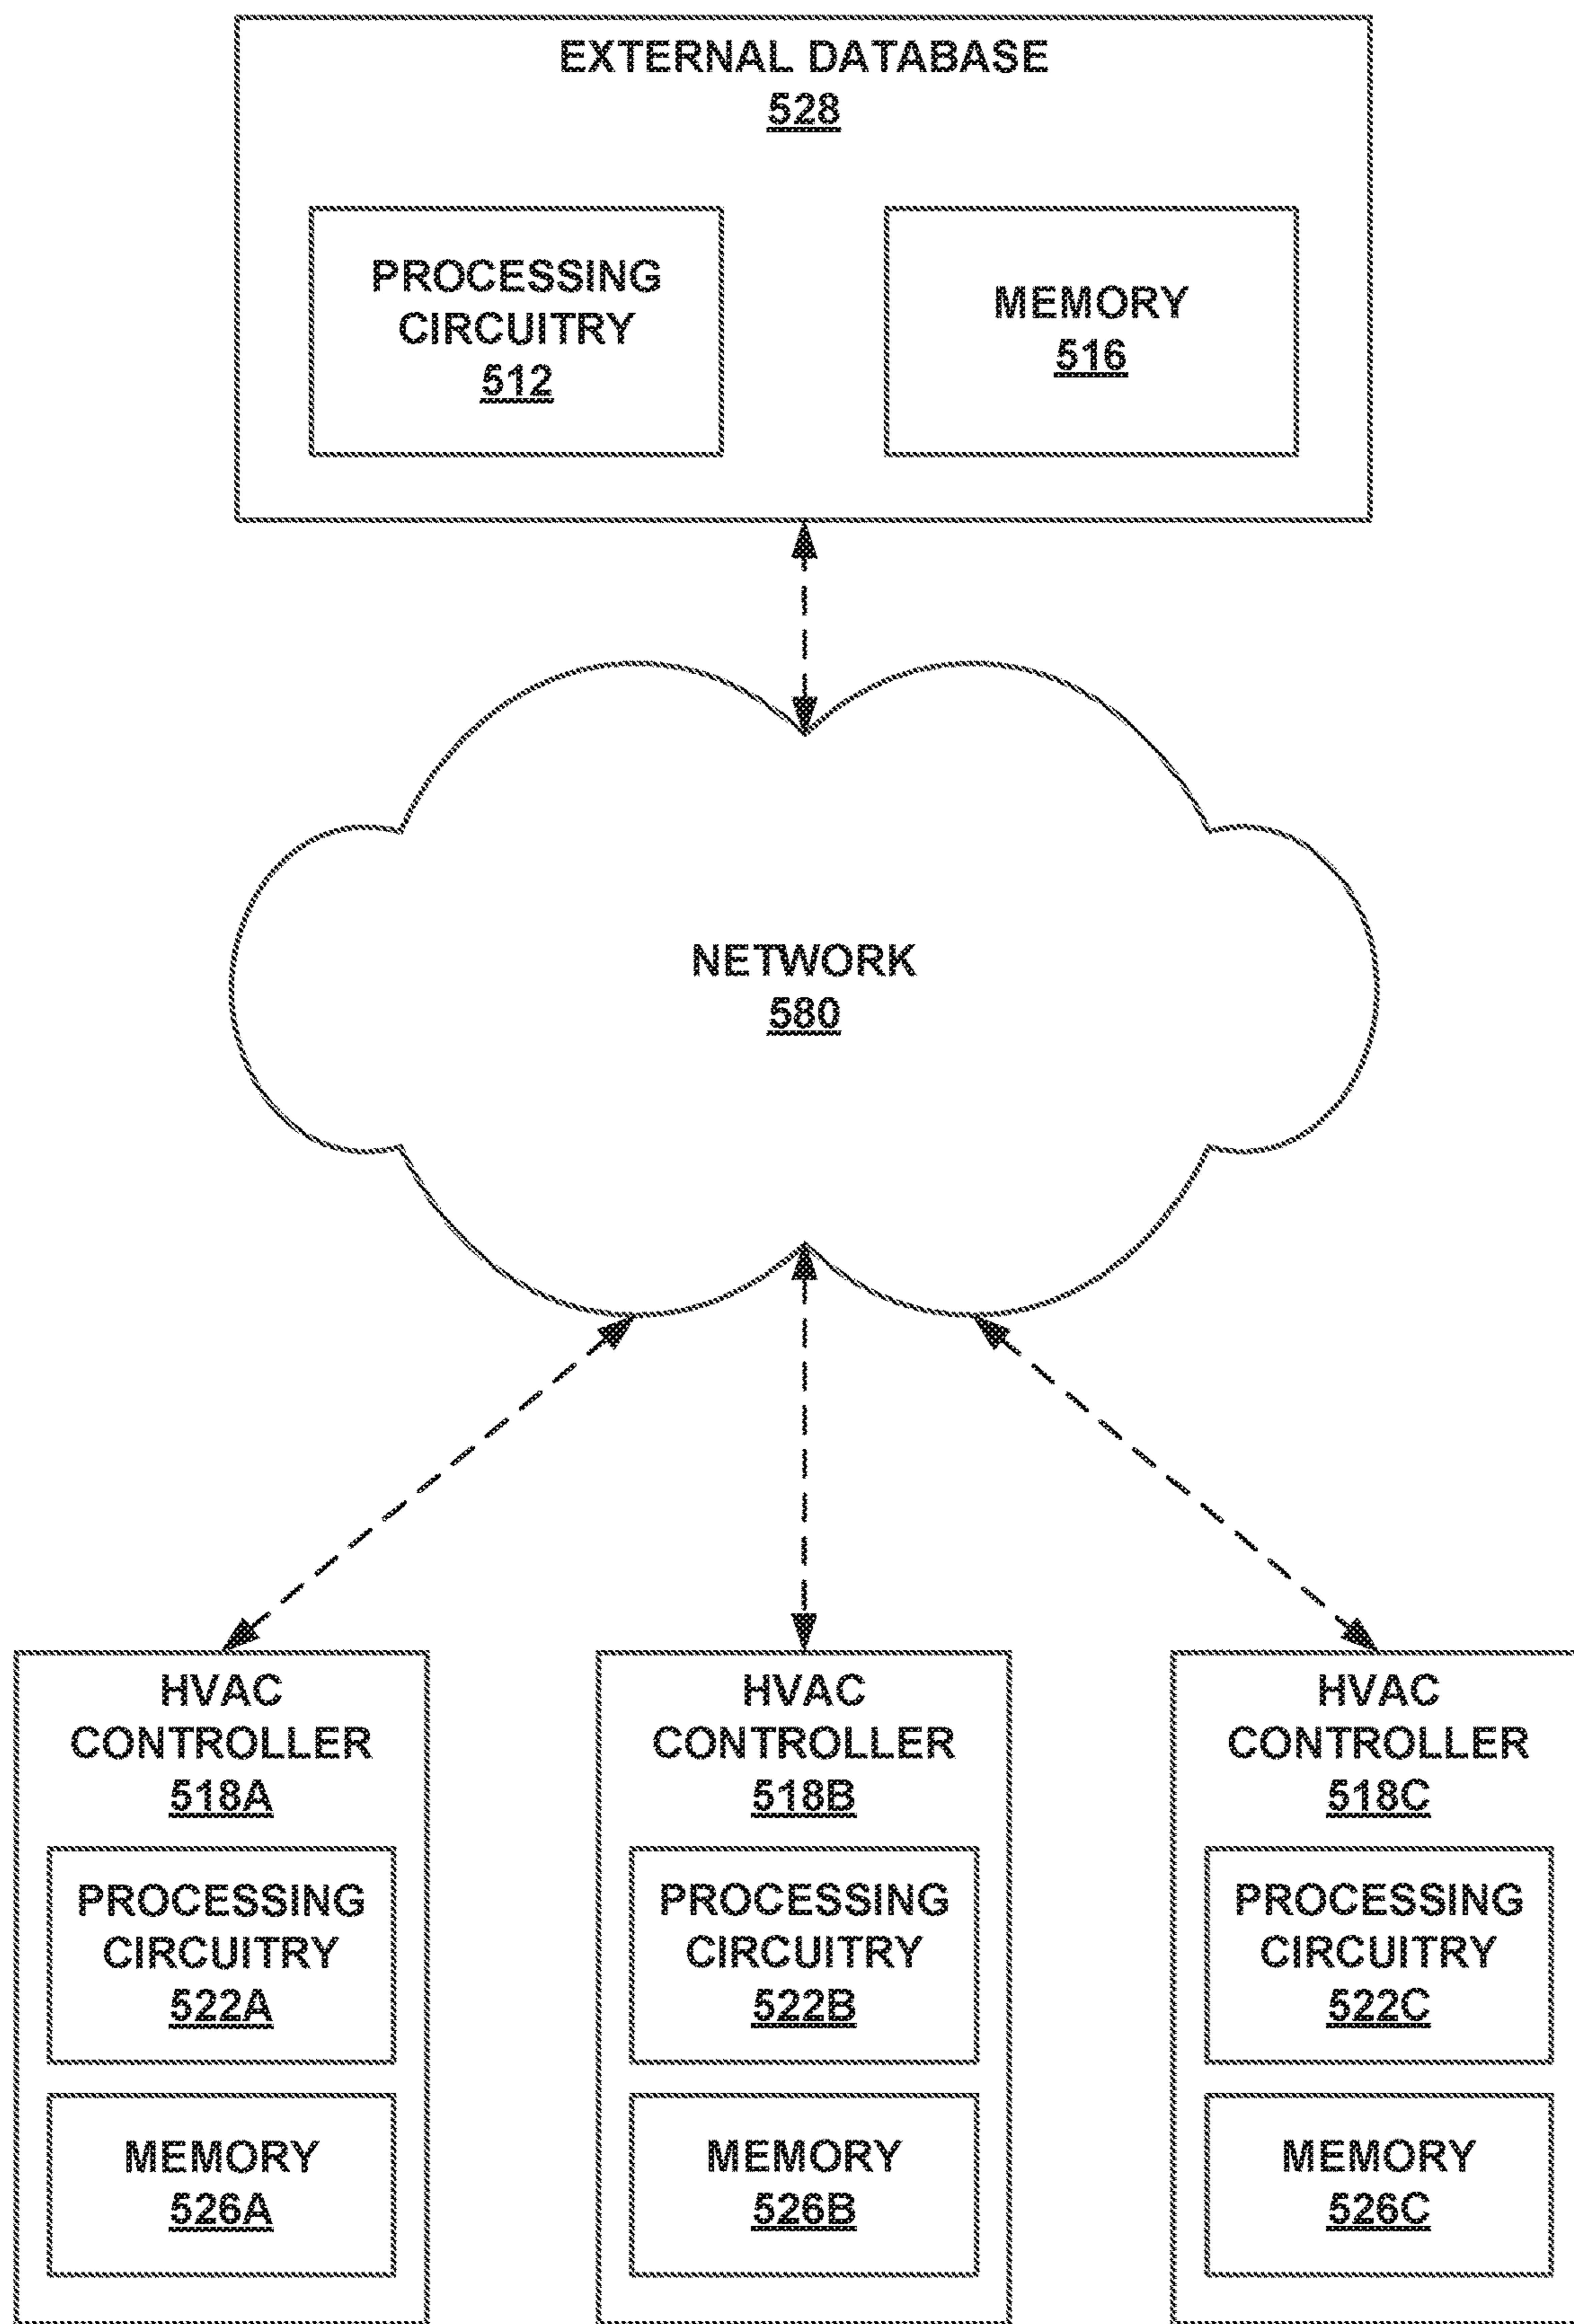 EXTERNAL DATABASE
528
PROCESSING
CIRCUITRY
512
MEMORY
516
NETWORK
580
HVAC
CONTROLLER
518A
PROCESSING
CIRCUITRY
522A
MEMORY
526A
HVAC
CONTROLLER
518B
PROCESSING
CIRCUITRY
522B
MEMORY
526B
HVAC
CONTROLLER
518C
PROCESSING
CIRCUITRY
522C
MEMORY
526C